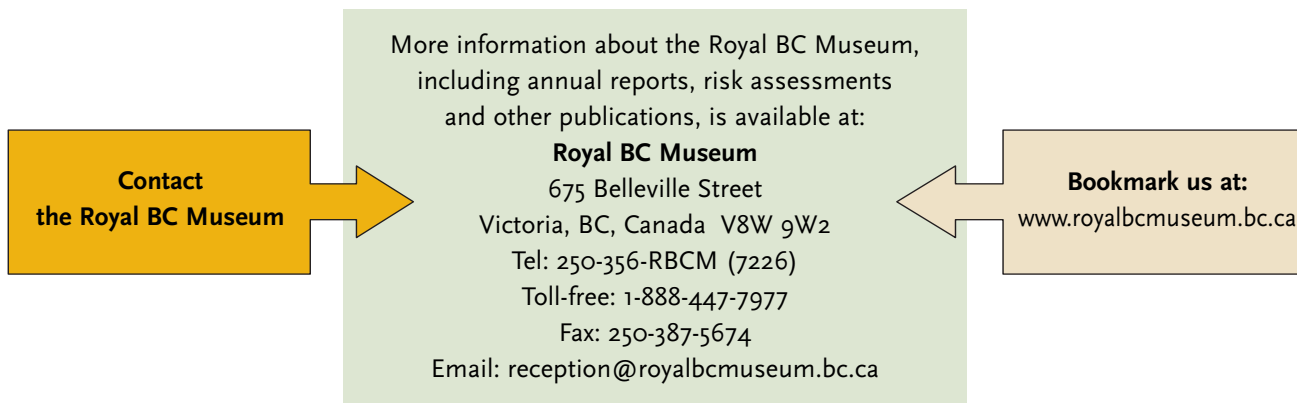 Contact
the Royal BC Museum
More information about the Royal BC Museum,
including annual reports, risk assessments
and other publications, is available at:
Royal BC Museum
675 Belleville Street
Victoria, BC, Canada  V8W 9W2
Tel: 250-356-RBCM (7226)
Toll-free: 1-888-447-7977
Fax: 250-387-5674
Email: reception@royalbcmuseum.bc.ca
Bookmark us at:
www.royalbcmuseum.bc.ca